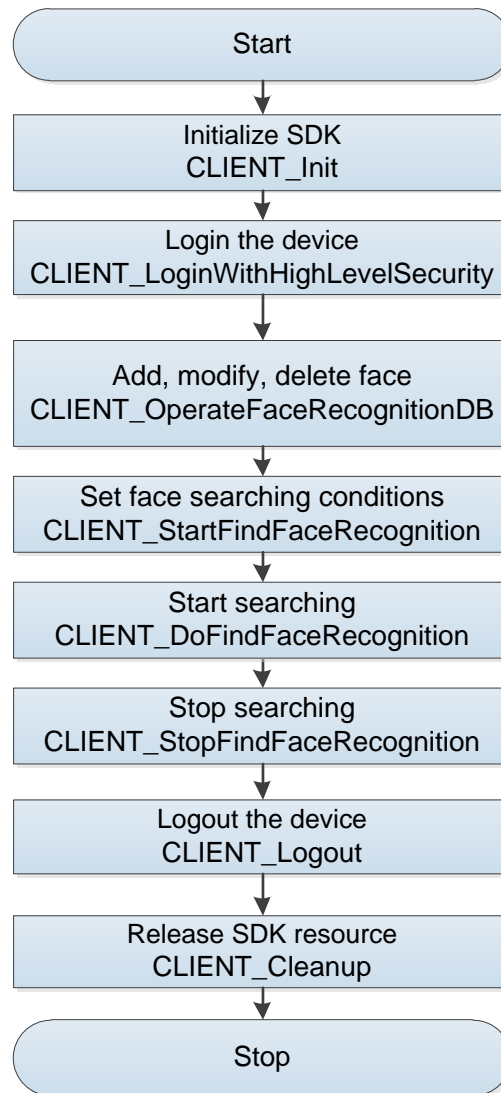 Start
Initialize SDK
CLIENT_Init
Login the device
CLIENT_LoginWithHighLevelSecurity
Add, modify, delete face
CLIENT_OperateFaceRecognitionDB
Set face searching conditions
CLIENT_StartFindFaceRecognition
Start searching
CLIENT_DoFindFaceRecognition
Stop searching
CLIENT_StopFindFaceRecognition
Logout the device
CLIENT_Logout
Release SDK resource
CLIENT_Cleanup
Stop